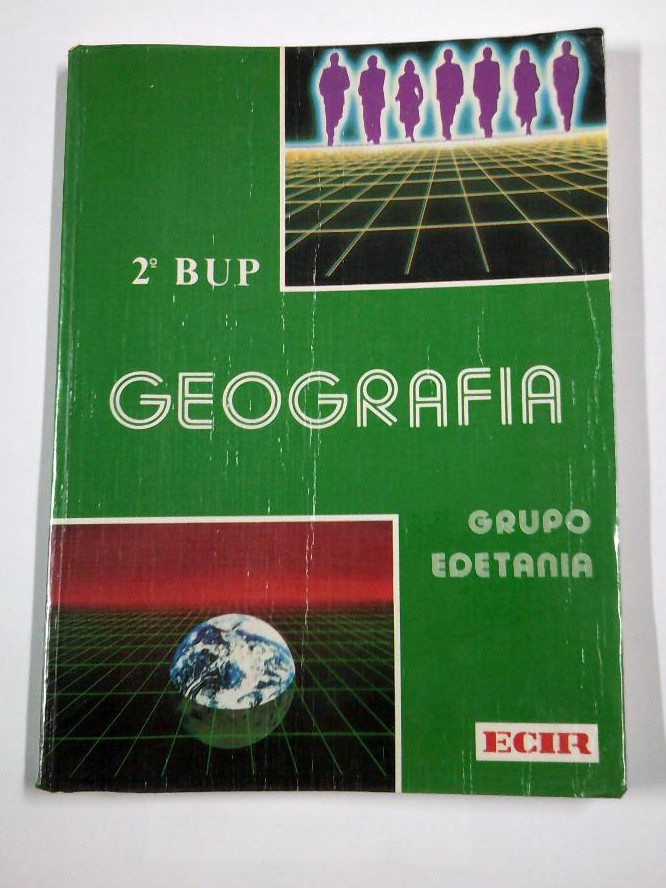 2º BUP
GEOGRAFIA
GRUPO
EDETANIA
ECIR